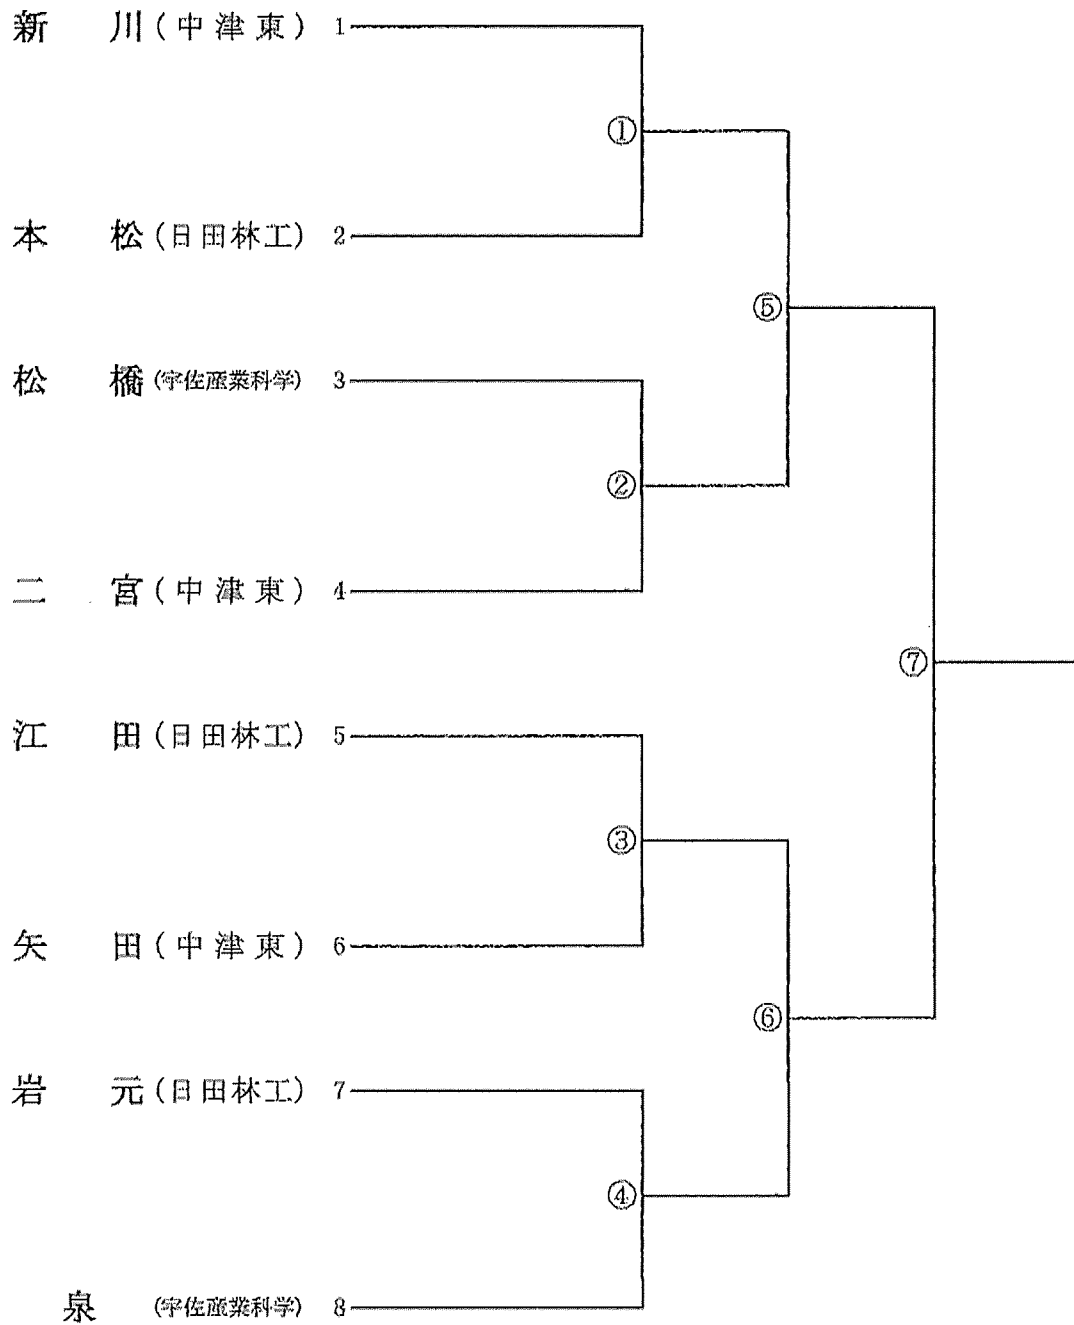 新 川 (中津東) 1
①
本 松 (日田林工) 2
⑤
松 橋 (宇佐産業科学) 3
②
二 宮 (中津東) 4
⑦
江 田 (日田林工) 5
③
矢 田 (中津東) 6
⑥
岩 元 (日田林工) 7
④
泉 (宇佐産業科学) 8